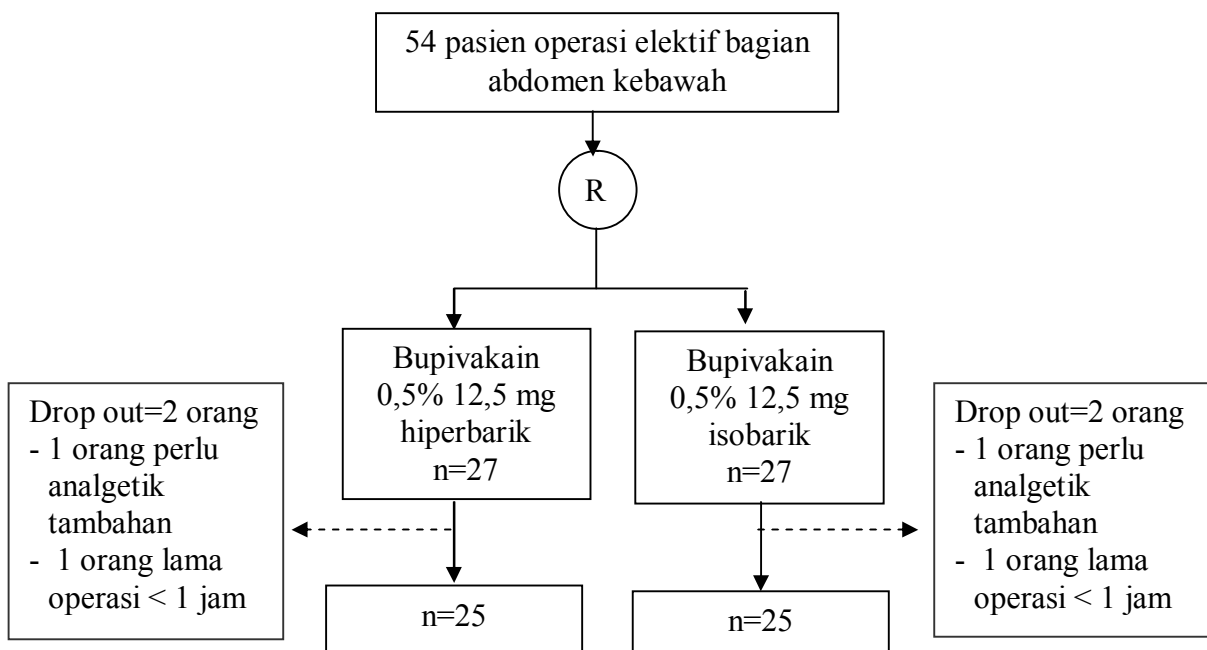 54 pasien operasi elektif bagian
abdomen kebawah
R
Bupivakain
0,5% 12,5 mg
hiperbarik
n=27
Bupivakain
0,5% 12,5 mg
isobarik
n=27
Drop out=2 orang
- 1 orang perlu
analgetik
tambahan
- 1 orang lama
operasi < 1 jam
Drop out=2 orang
- 1 orang perlu
analgetik
tambahan
- 1 orang lama
operasi < 1 jam
n=25
n=25